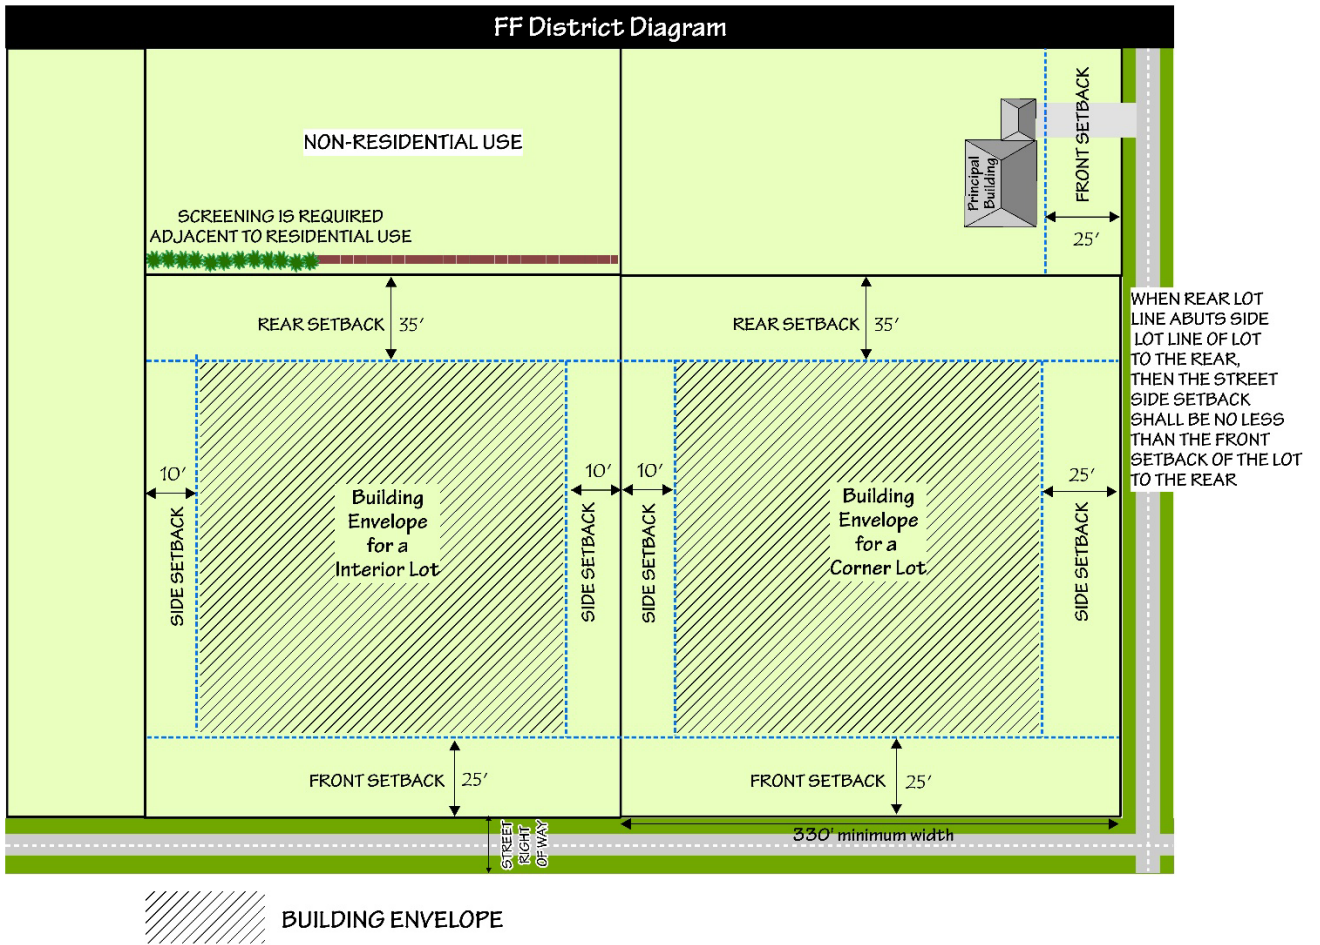 FF District Diagram
NON-RESIDENTIAL USE
SCREENING IS REQUIRED
ADJACENT TO RESIDENTIAL USE
Principal
Building
FRONT SETBACK
25'
REAR SETBACK 35'
REAR SETBACK 35'
WHEN REAR LOT
LINE ABUTS SIDE
LOT LINE OF LOT
TO THE REAR,
THEN THE STREET
SIDE SETBACK
SHALL BE NO LESS
THAN THE FRONT
SETBACK OF THE LOT
TO THE REAR
10'
SIDE SETBACK
Building
Envelope
for a
Interior Lot
10'
SIDE SETBACK
10'
SIDE SETBACK
Building
Envelope
for a
Corner Lot
25'
SIDE SETBACK
FRONT SETBACK 25'
FRONT SETBACK 25'
STREET
RIGHT
OF WAY
330' minimum width
BUILDING ENVELOPE